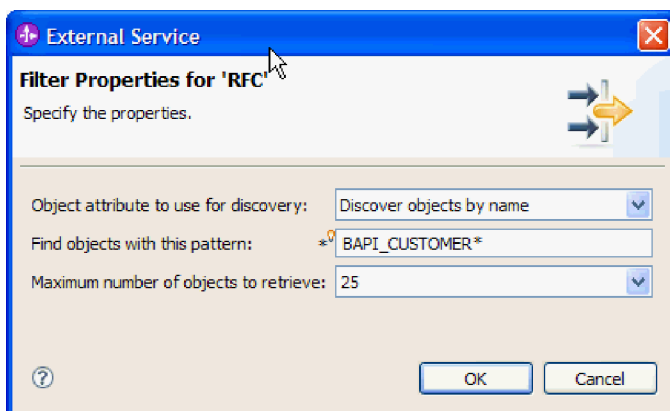 External Service
Filter Properties for 'RFC'
Specify the properties.
Object attribute to use for discovery: Discover objects by name
Find objects with this pattern: * BAPI_CUSTOMER*
Maximum number of objects to retrieve: 25
? OK Cancel